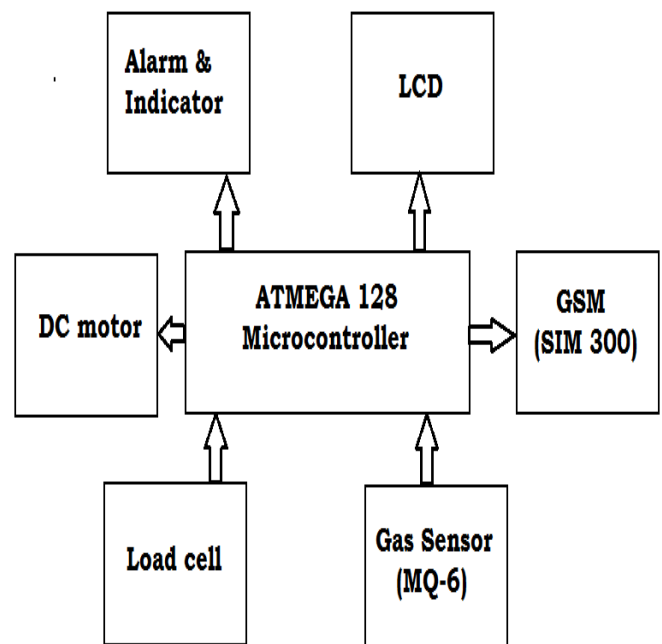 Alarm &
Indicator
LCD
DC motor
ATMEGA 128
Microcontroller
GSM
(SIM 300)
Load cell
Gas Sensor
(MQ-6)